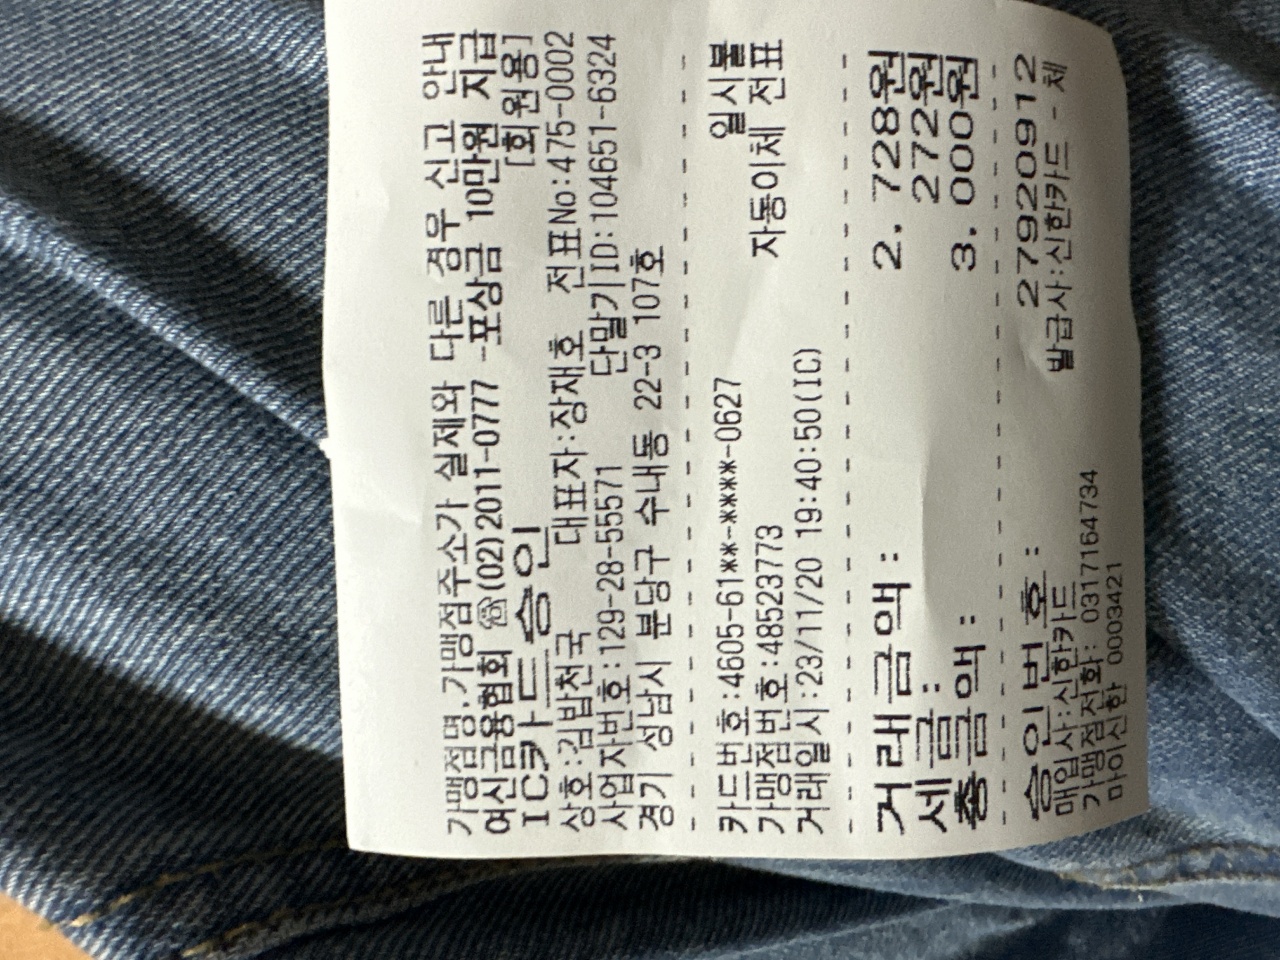 가맹점명,가맹점주소가 실제와 다른 경우 신고 안내
여신금융협회 ☏(02)2011-0777 -포상금 10만원 지급
IC카드승인 [회원용]
상호:김밥천국 대표자:장재호 전표No:475-0002
사업자번호:129-28-55571 단말기ID:104651-6324
경기 성남시 분당구 수내동 22-3 107호
카드번호:4605-61**-****-0627 일시불
가맹점번호:48523773 자동이체 전표
거래일시:23/11/20 19:40:50(IC)
거래금액: 2.728원
세금: 272원
총금액: 3.000원
승인번호: 27920912
매입사:신한카드 발급사:신한카드 - 체
가맹점전화: 0317164734
마이신한 0003421